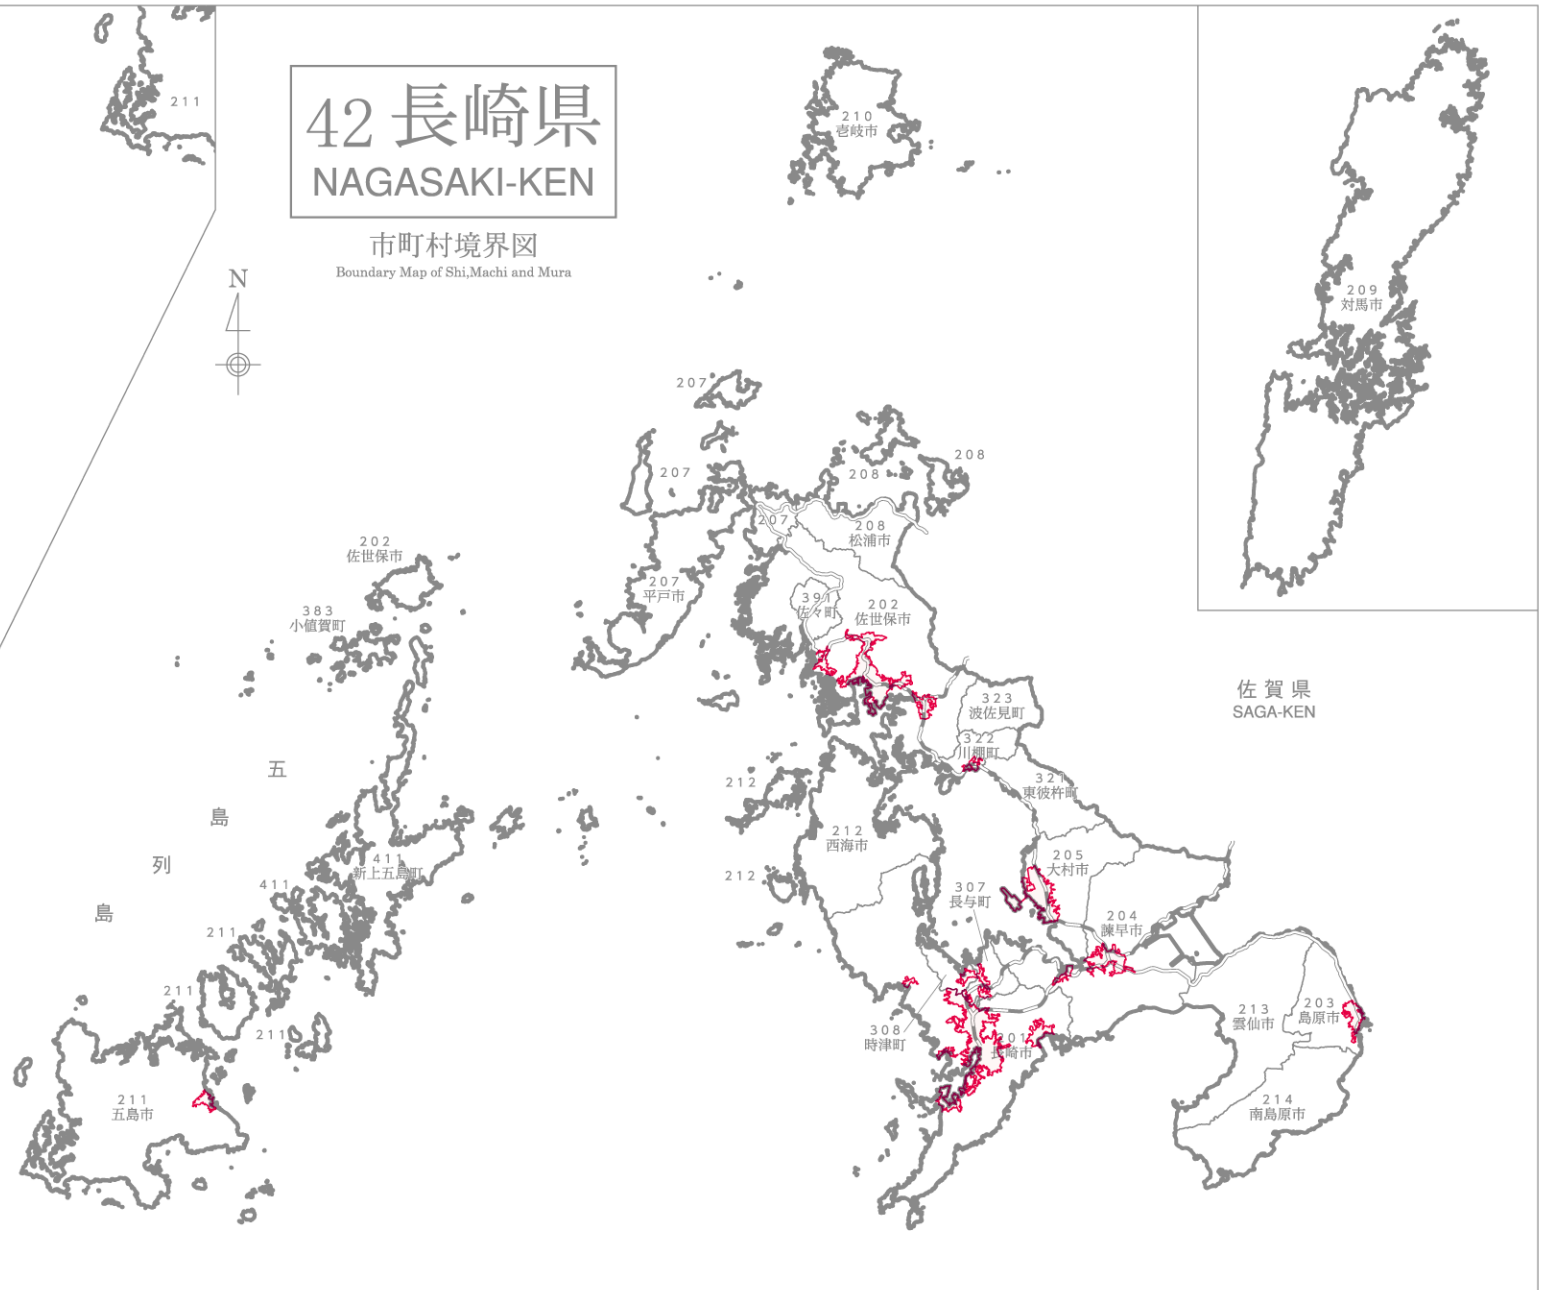 211
42 長崎県
NAGASAKI-KEN
市町村境界図
Boundary Map of Shi,Machi and Mura
N
210
壱岐市
209
対馬市
207
207
208
208
207
208
松浦市
202
佐世保市
207
平戸市
391
佐々町
202
佐世保市
383
小値賀町
323
波佐見町
佐賀県
SAGA-KEN
322
川棚町
321
東彼杵町
五
島
列
島
212
212
西海市
212
205
大村市
411
新上五島町
411
307
長与町
204
諫早市
211
211
211
308
時津町
201
長崎市
213
雲仙市
203
島原市
211
五島市
214
南島原市